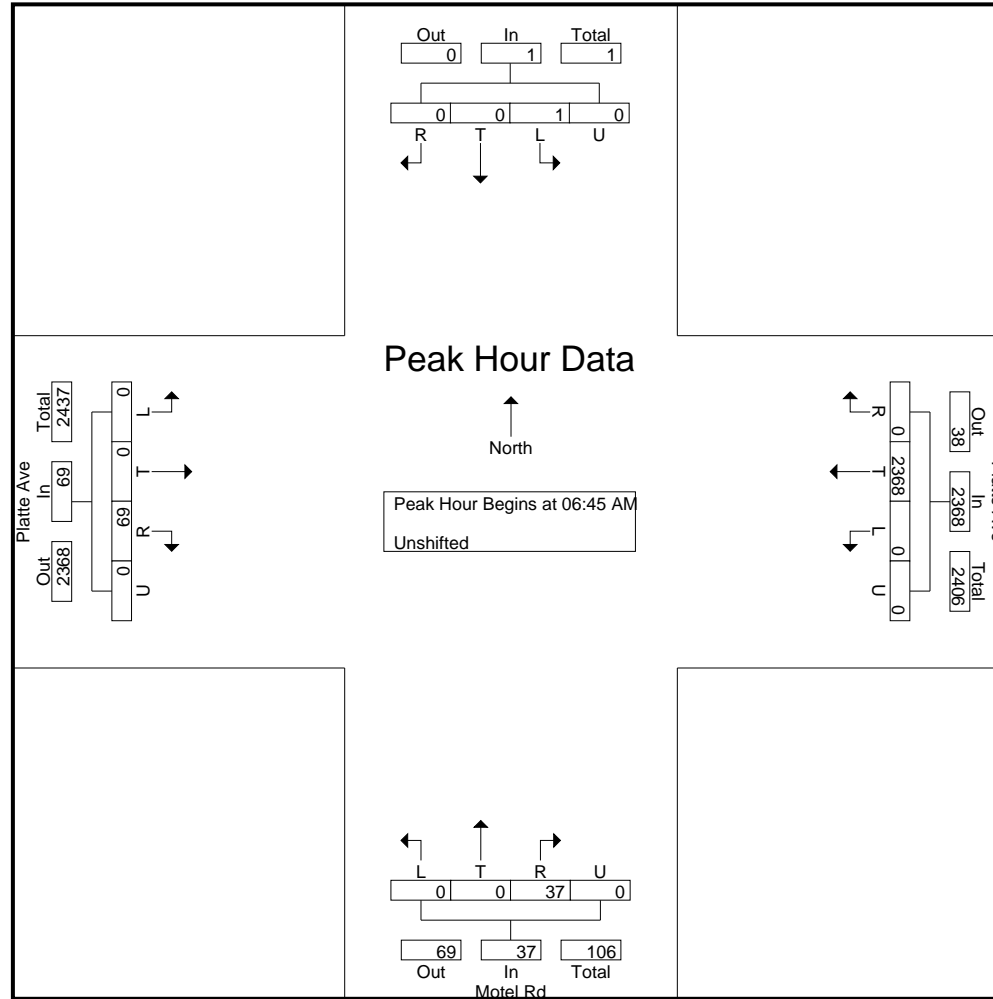 Out In Total
0 1 1
0 0 1 0
R T L U
Peak Hour Data
North
Peak Hour Begins at 06:45 AM
Unshifted
Platte Ave
Total In Out
2437 69 2368
0 0 69 0
L T R U
R T L U
0 2368 0 0
Out In Total
38 2368 2406
L T R U
0 0 37 0
69 37 106
Out In Total
Motel Rd